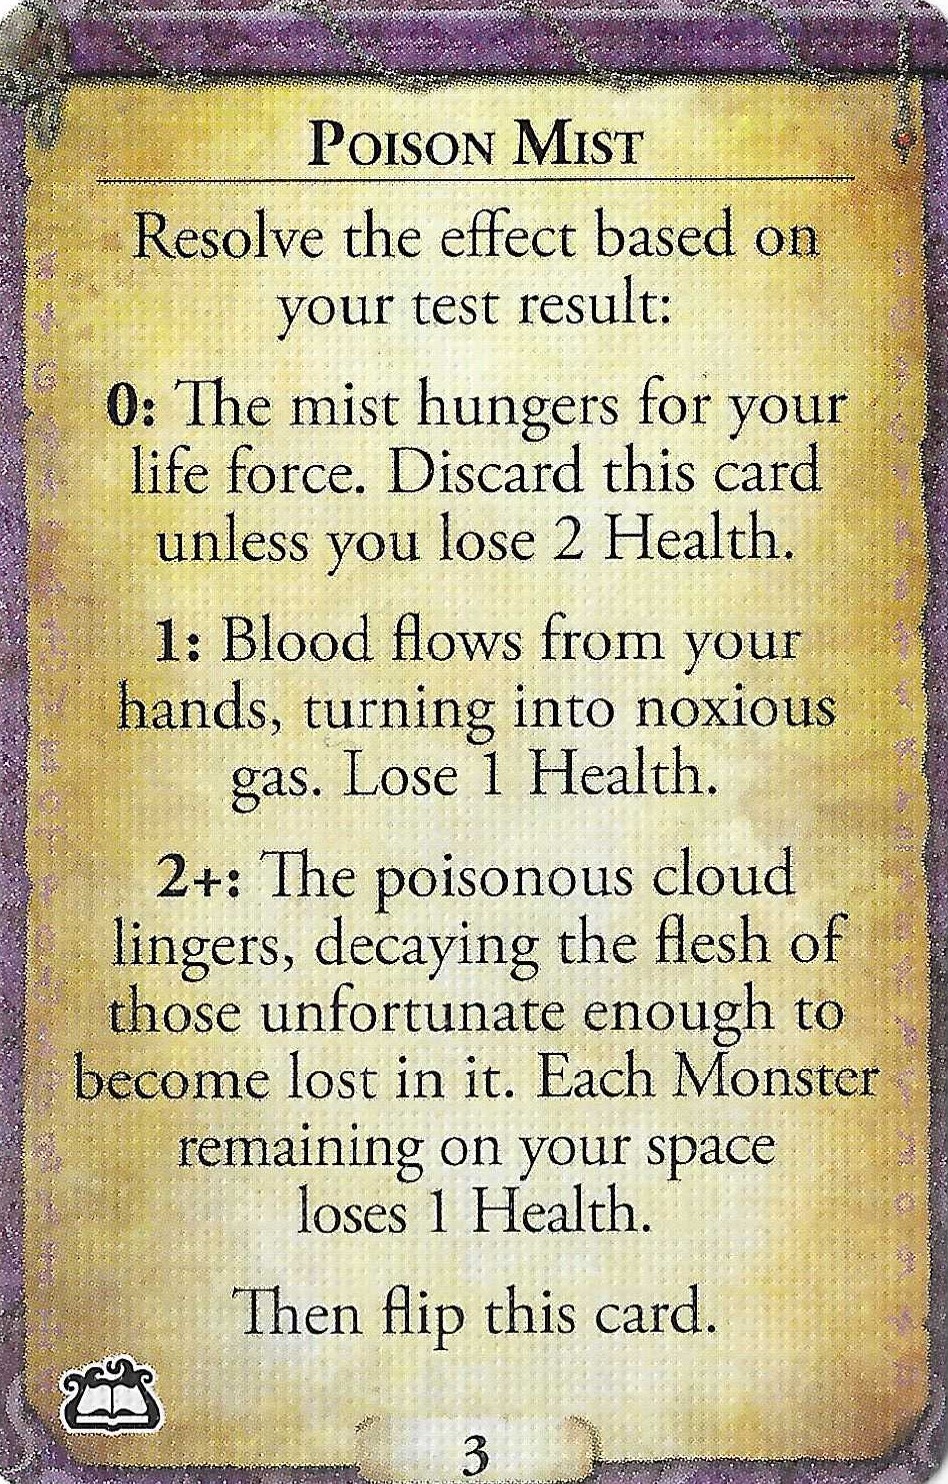 Poison Mist
Resolve the effect based on
your test result:
0: The mist hungers for your
life force. Discard this card
unless you lose 2 Health.
1: Blood flows from your
hands, turning into noxious
gas. Lose 1 Health.
2+: The poisonous cloud
lingers, decaying the flesh of
those unfortunate enough to
become lost in it. Each Monster
remaining on your space
loses 1 Health.
Then flip this card.
3